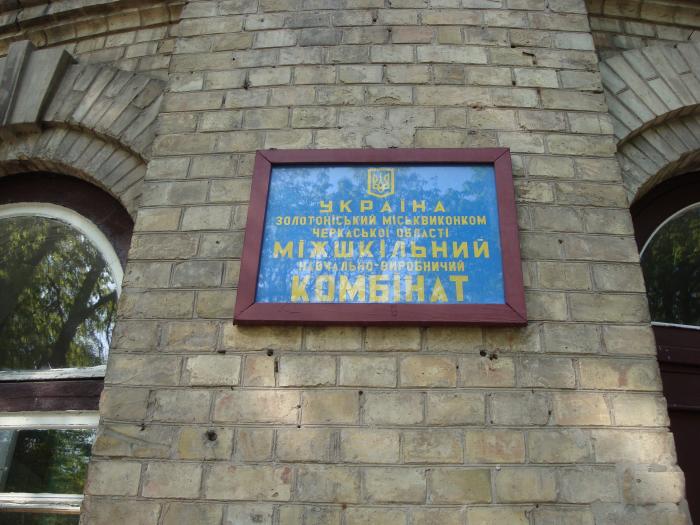 УКРАЇНА
ЗОЛОТОНІСЬКИЙ МІСЬКВИКОНКОМ
ЧЕРКАСЬКОЇ ОБЛАСТІ
МІЖШКІЛЬНИЙ
НАВЧАЛЬНО-ВИРОБНИЧИЙ
КОМБІНАТ